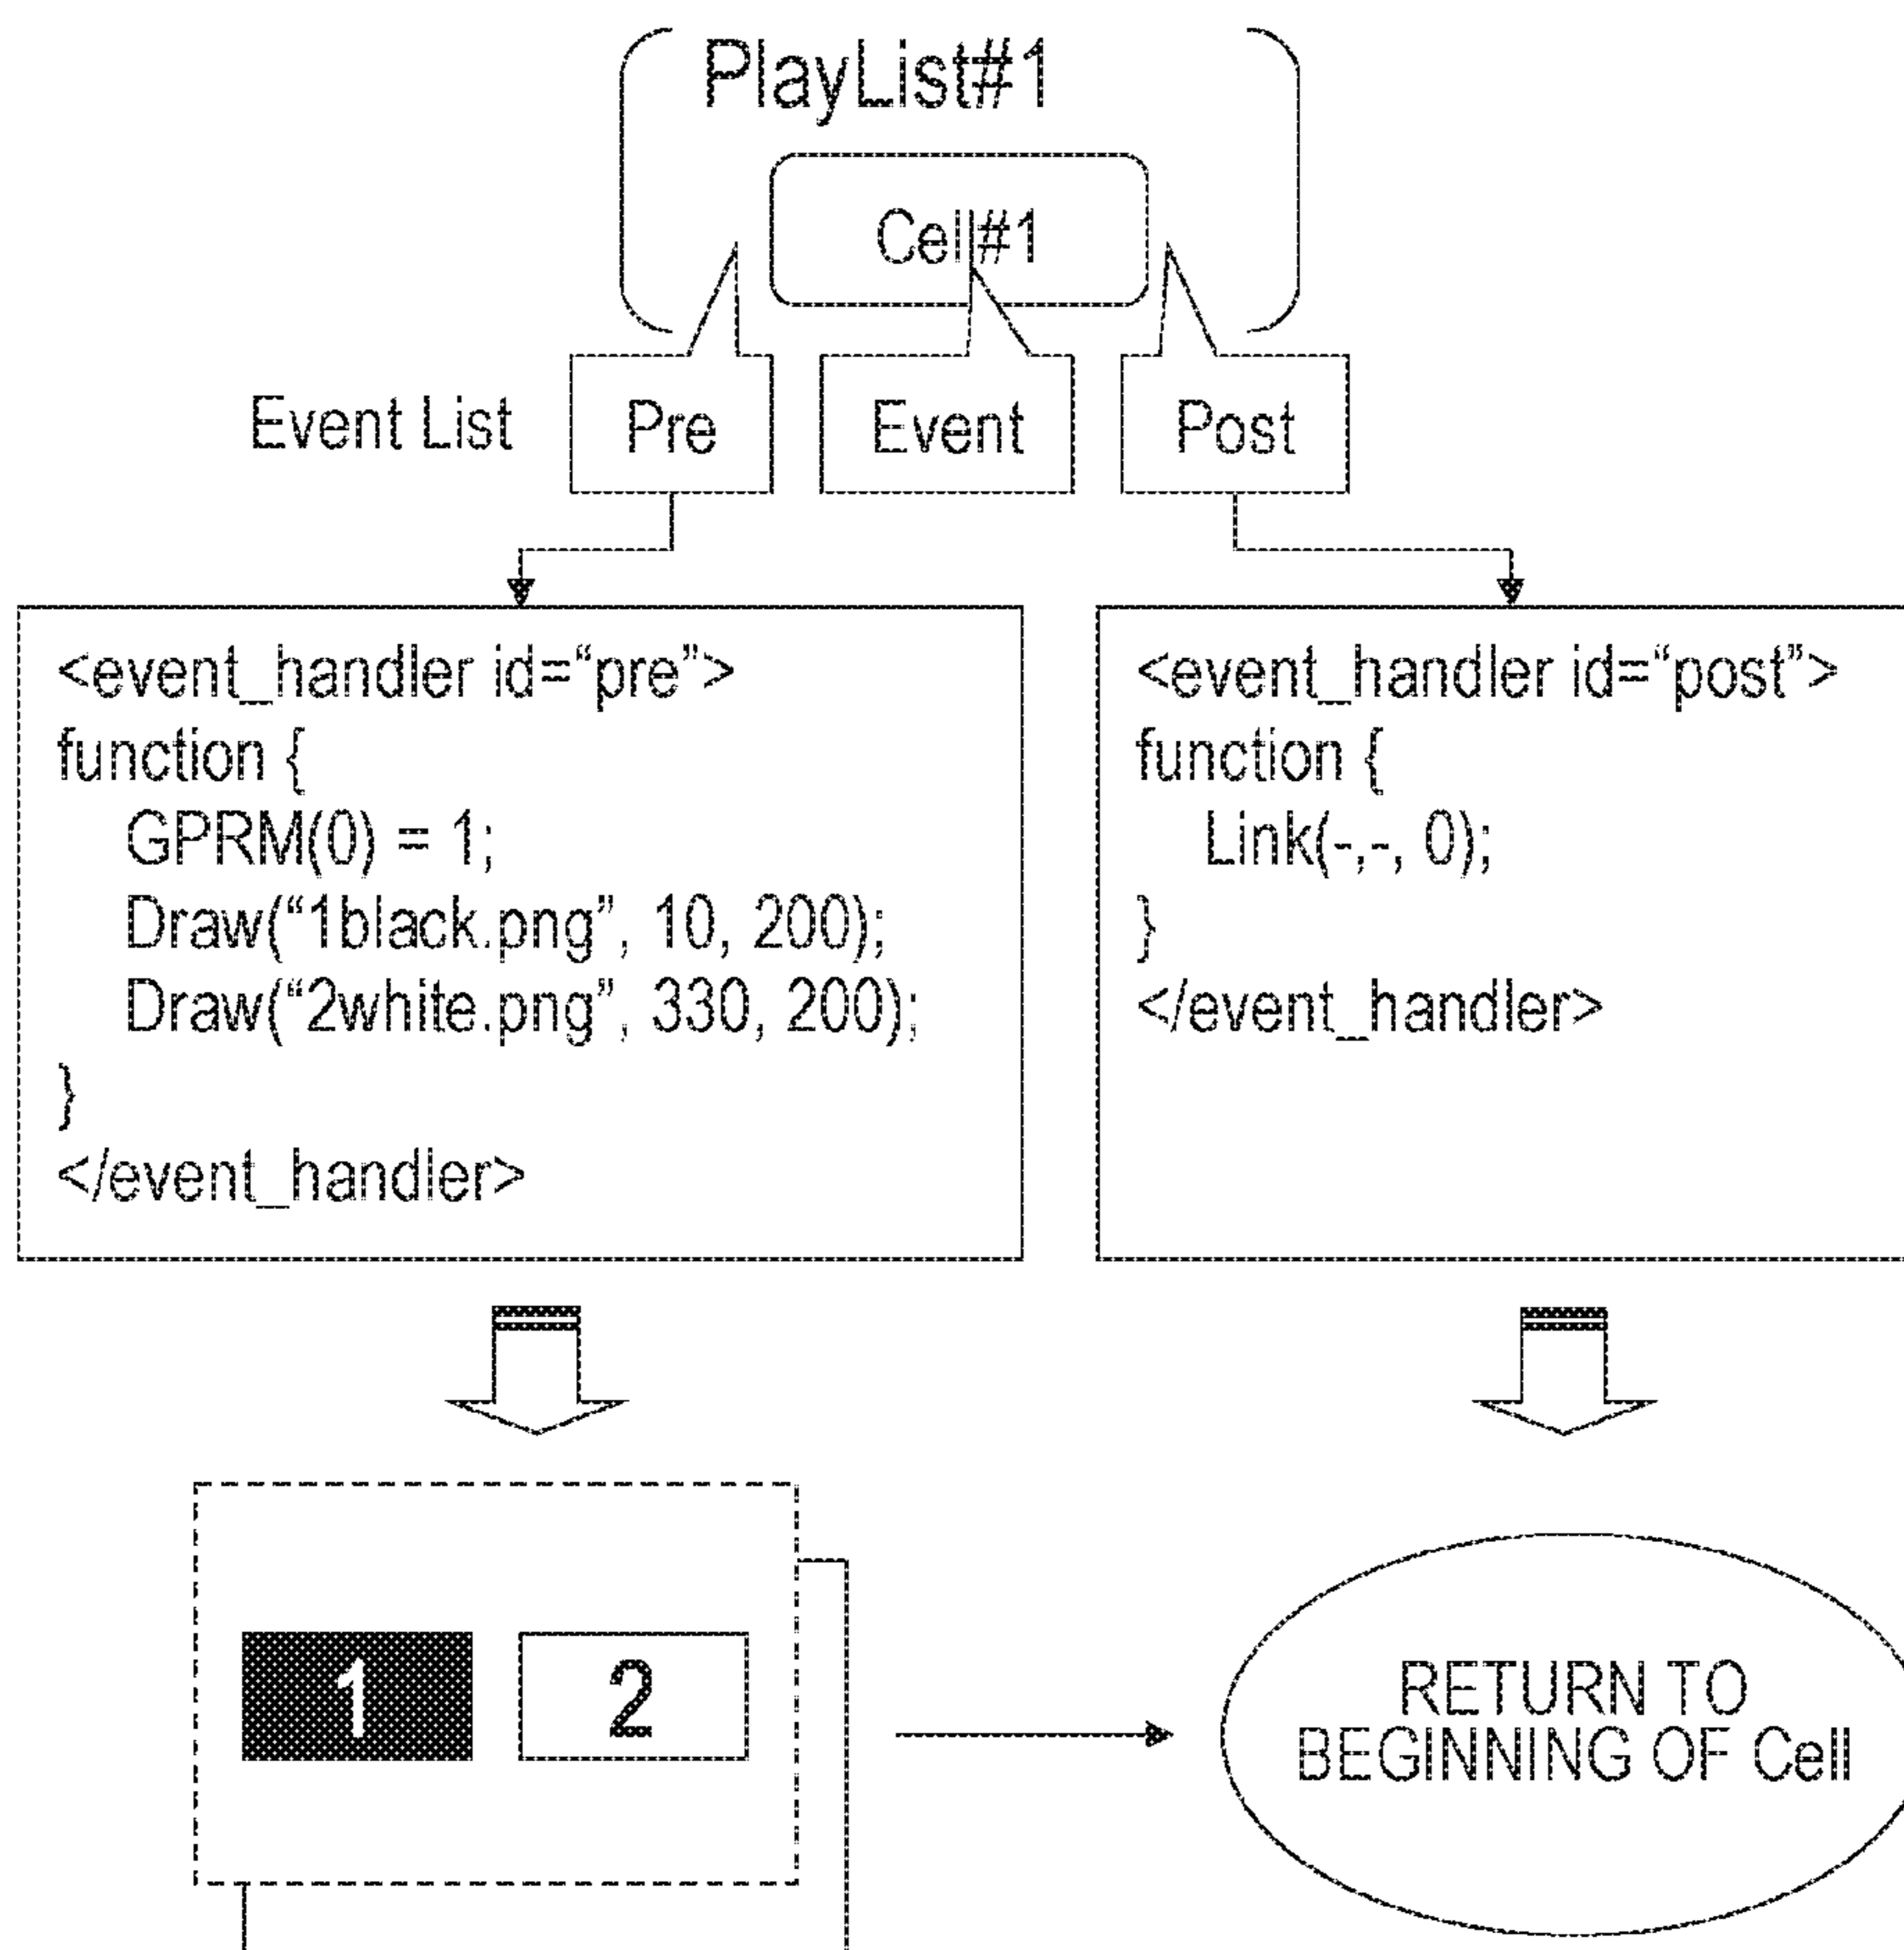 PlayList#1
Cell#1
Event List
Pre
Event
Post
<event_handler id=“pre”>
function {
GPRM(0) = 1;
Draw(“1black.png”, 10, 200);
Draw(“2white.png”, 330, 200);
}
</event_handler>
<event_handler id=“post”>
function {
Link(-,-, 0);
}
</event_handler>
1
2
RETURN TO
BEGINNING OF Cell